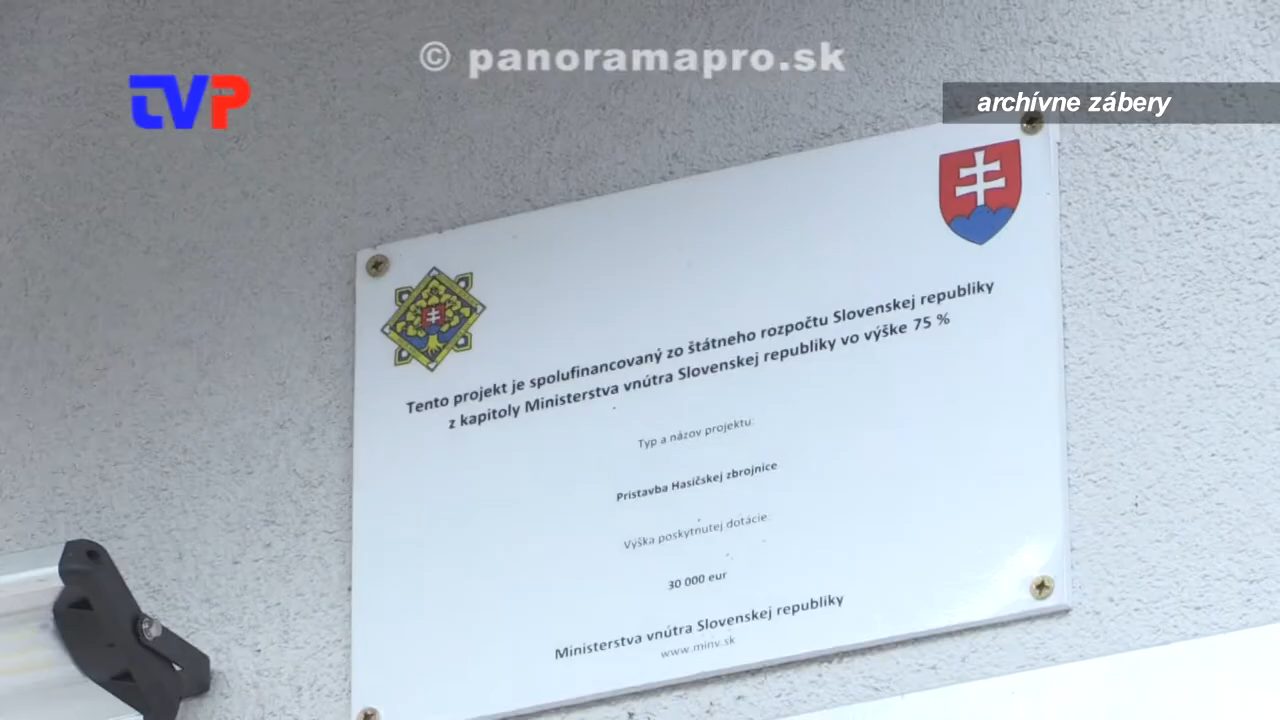 © panoramapro.sk
TVP
archívne zábery
Tento projekt je spolufinancovaný zo štátneho rozpočtu Slovenskej republiky
z kapitoly Ministerstva vnútra Slovenskej republiky vo výške 75 %
Typ a názov projektu:
Prístavba Hasičskej zbrojnice
Výška poskytnutej dotácie:
30 000 eur
Ministerstva vnútra Slovenskej republiky
www.minv.sk